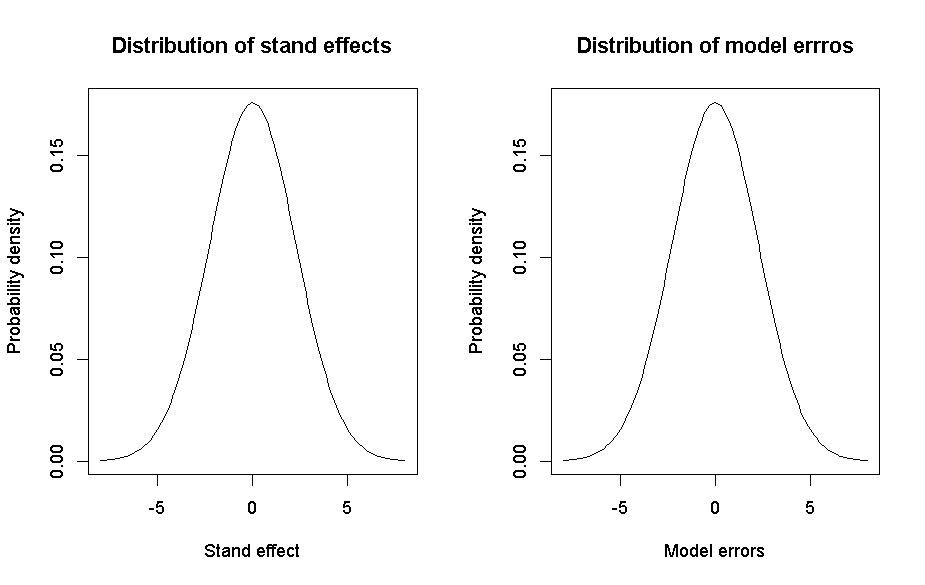 Distribution of stand effects
Probability density
0.15
0.10
0.05
0.00
-5 0 5
Stand effect
Distribution of model errros
Probability density
0.15
0.10
0.05
0.00
-5 0 5
Model errors